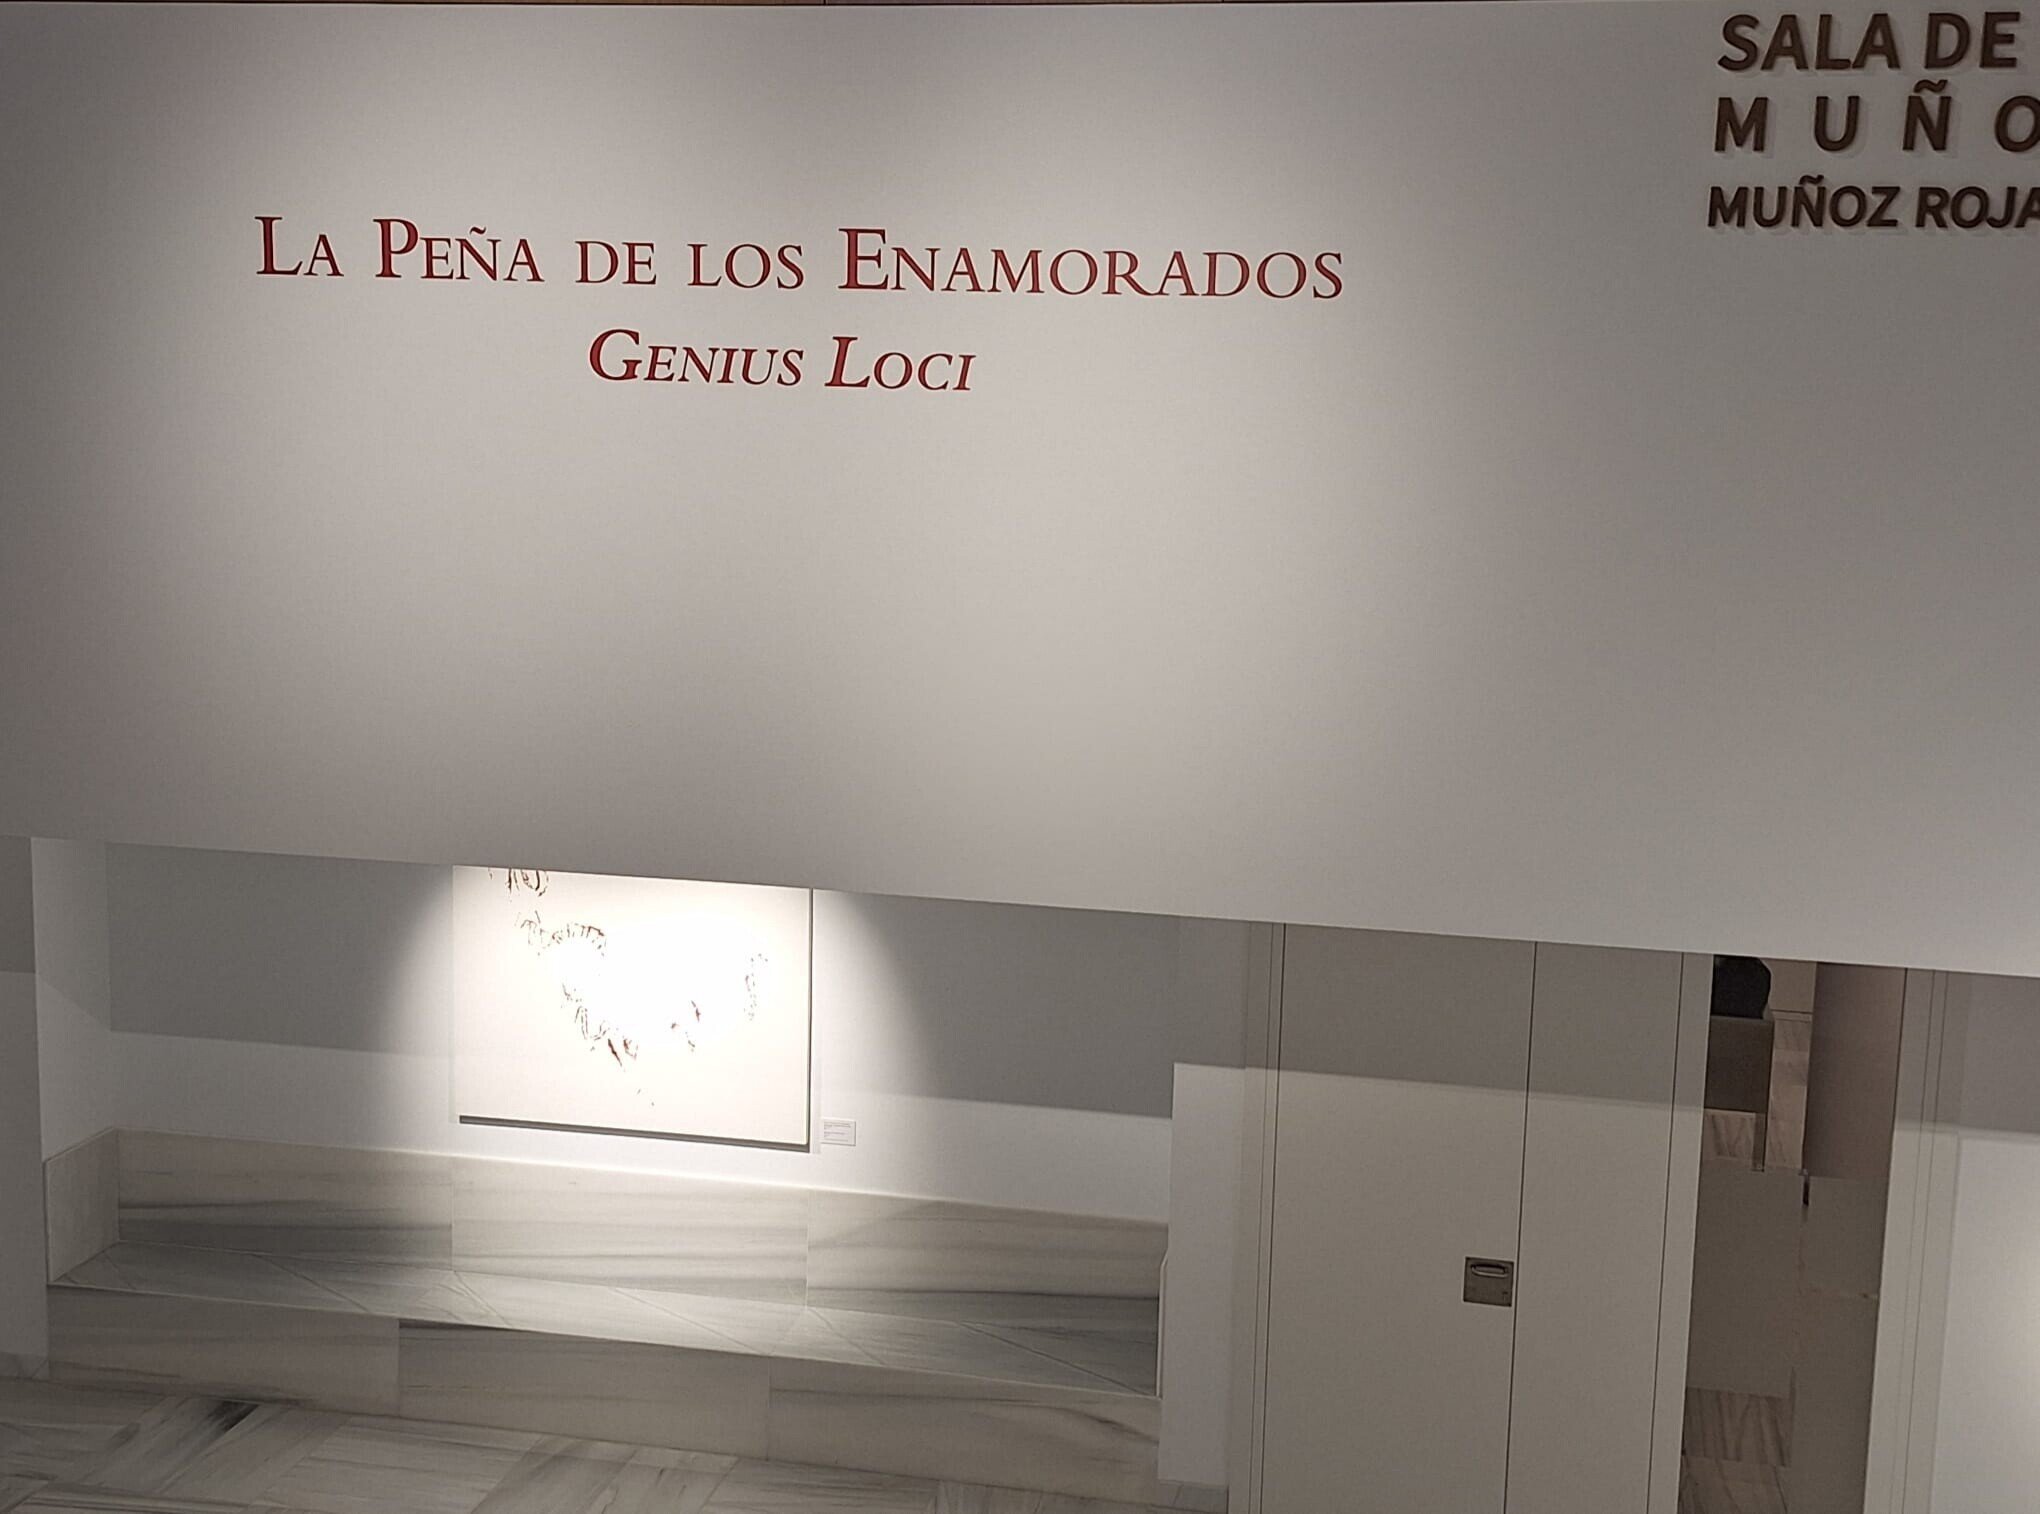 LA PEÑA DE LOS ENAMORADOS
GENIUS LOCI
SALA DE
MUÑO
MUÑOZ ROJA